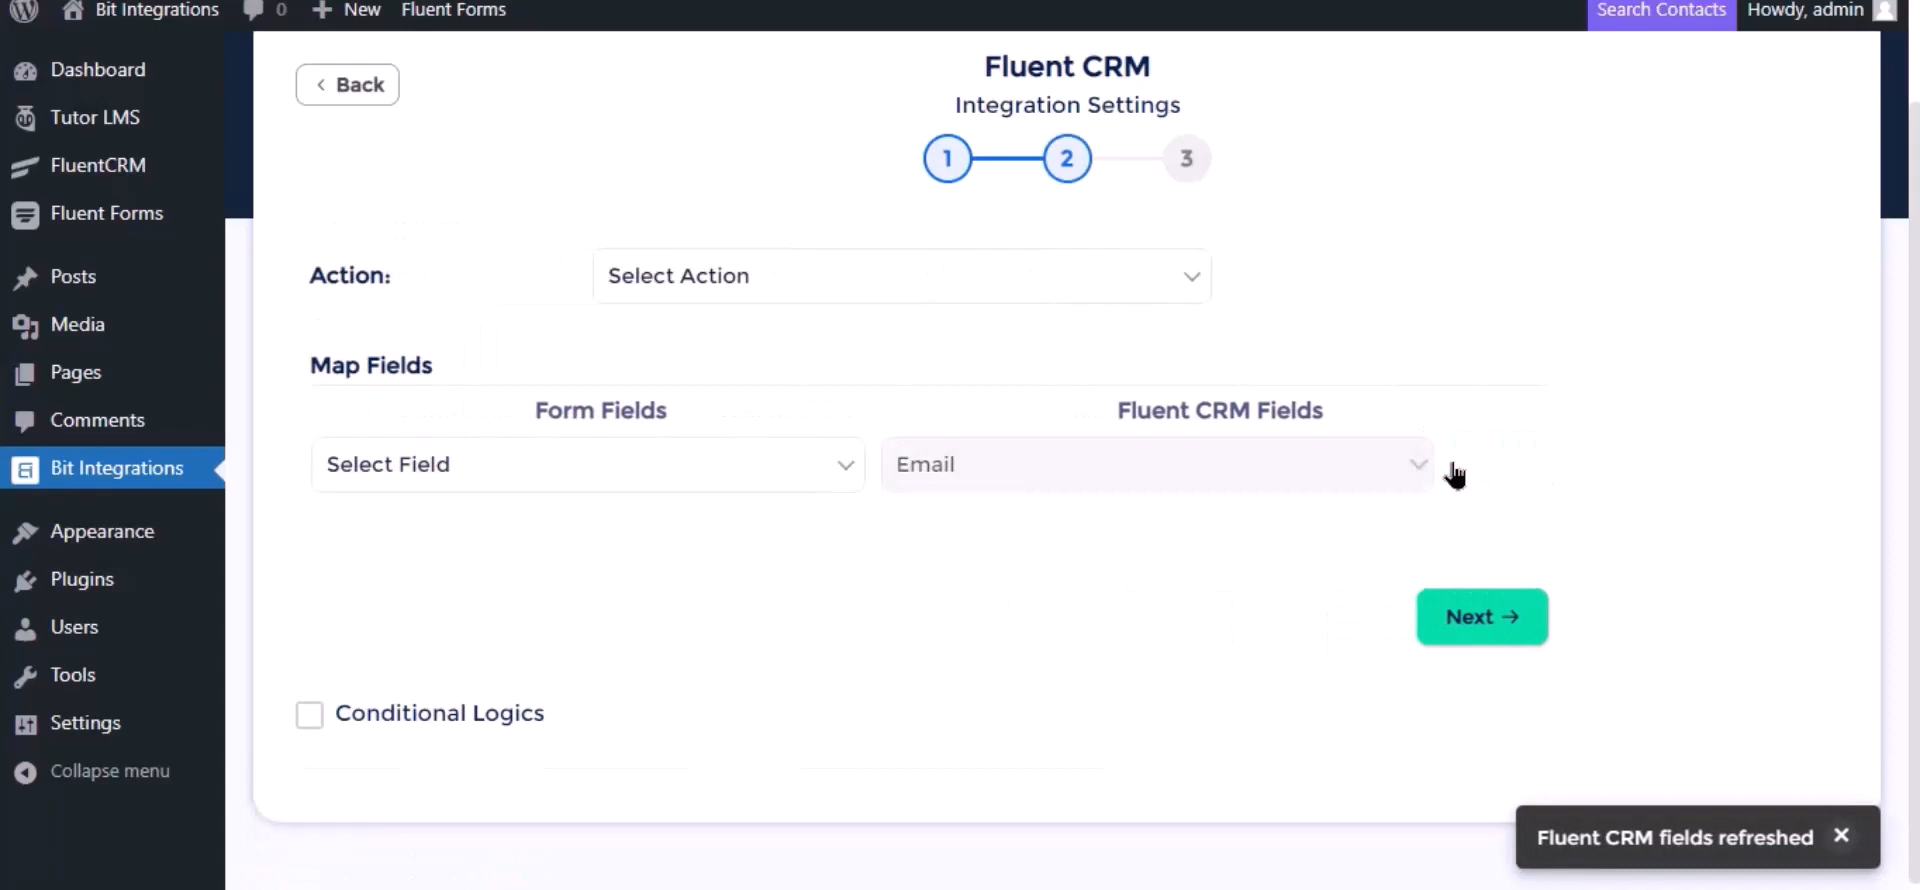 Bit Integrations 0 New Fluent Forms Search Contacts Howdy, admin
Dashboard
Tutor LMS
FluentCRM
Fluent Forms
Posts
Media
Pages
Comments
Bit Integrations
Appearance
Plugins
Users
Tools
Settings
Collapse menu
Back
Fluent CRM
Integration Settings
1 2 3
Action: Select Action
Map Fields
Form Fields Fluent CRM Fields
Select Field Email
Next →
Conditional Logics
Fluent CRM fields refreshed ×